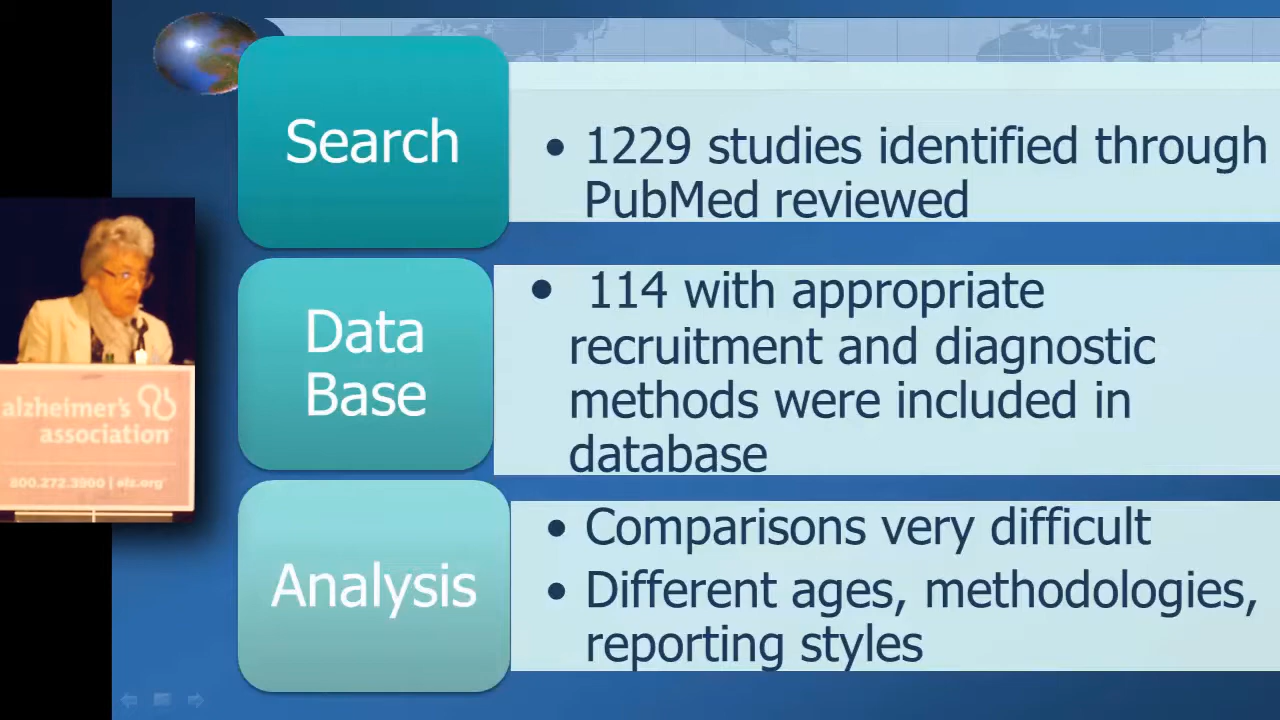 Search
• 1229 studies identified through
PubMed reviewed
Data
Base
• 114 with appropriate
recruitment and diagnostic
methods were included in
database
Analysis
• Comparisons very difficult
• Different ages, methodologies,
reporting styles
alzheimer's
association
800.272.3900 | alz.org